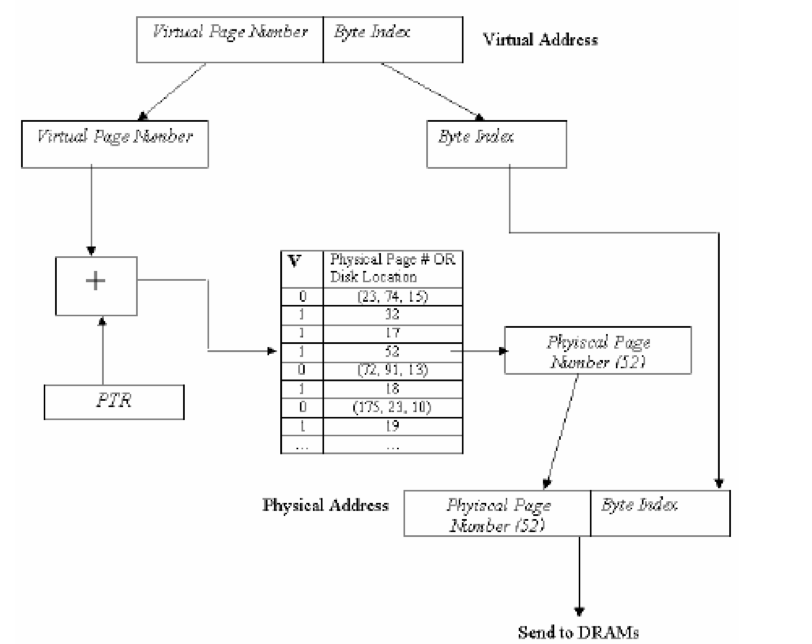 Virtual Page Number Byte Index Virtual Address
Virtual Page Number Byte Index
+
V Physical Page # OR
Disk Location
0 (23, 74, 15)
1 32
1 17
1 52
0 (72, 91, 13)
1 18
0 (175, 23, 10)
1 19
... ...
Phyiscal Page
Number (52)
PTR
Physical Address
Phyiscal Page
Number (52)
Byte Index
Send to DRAMs